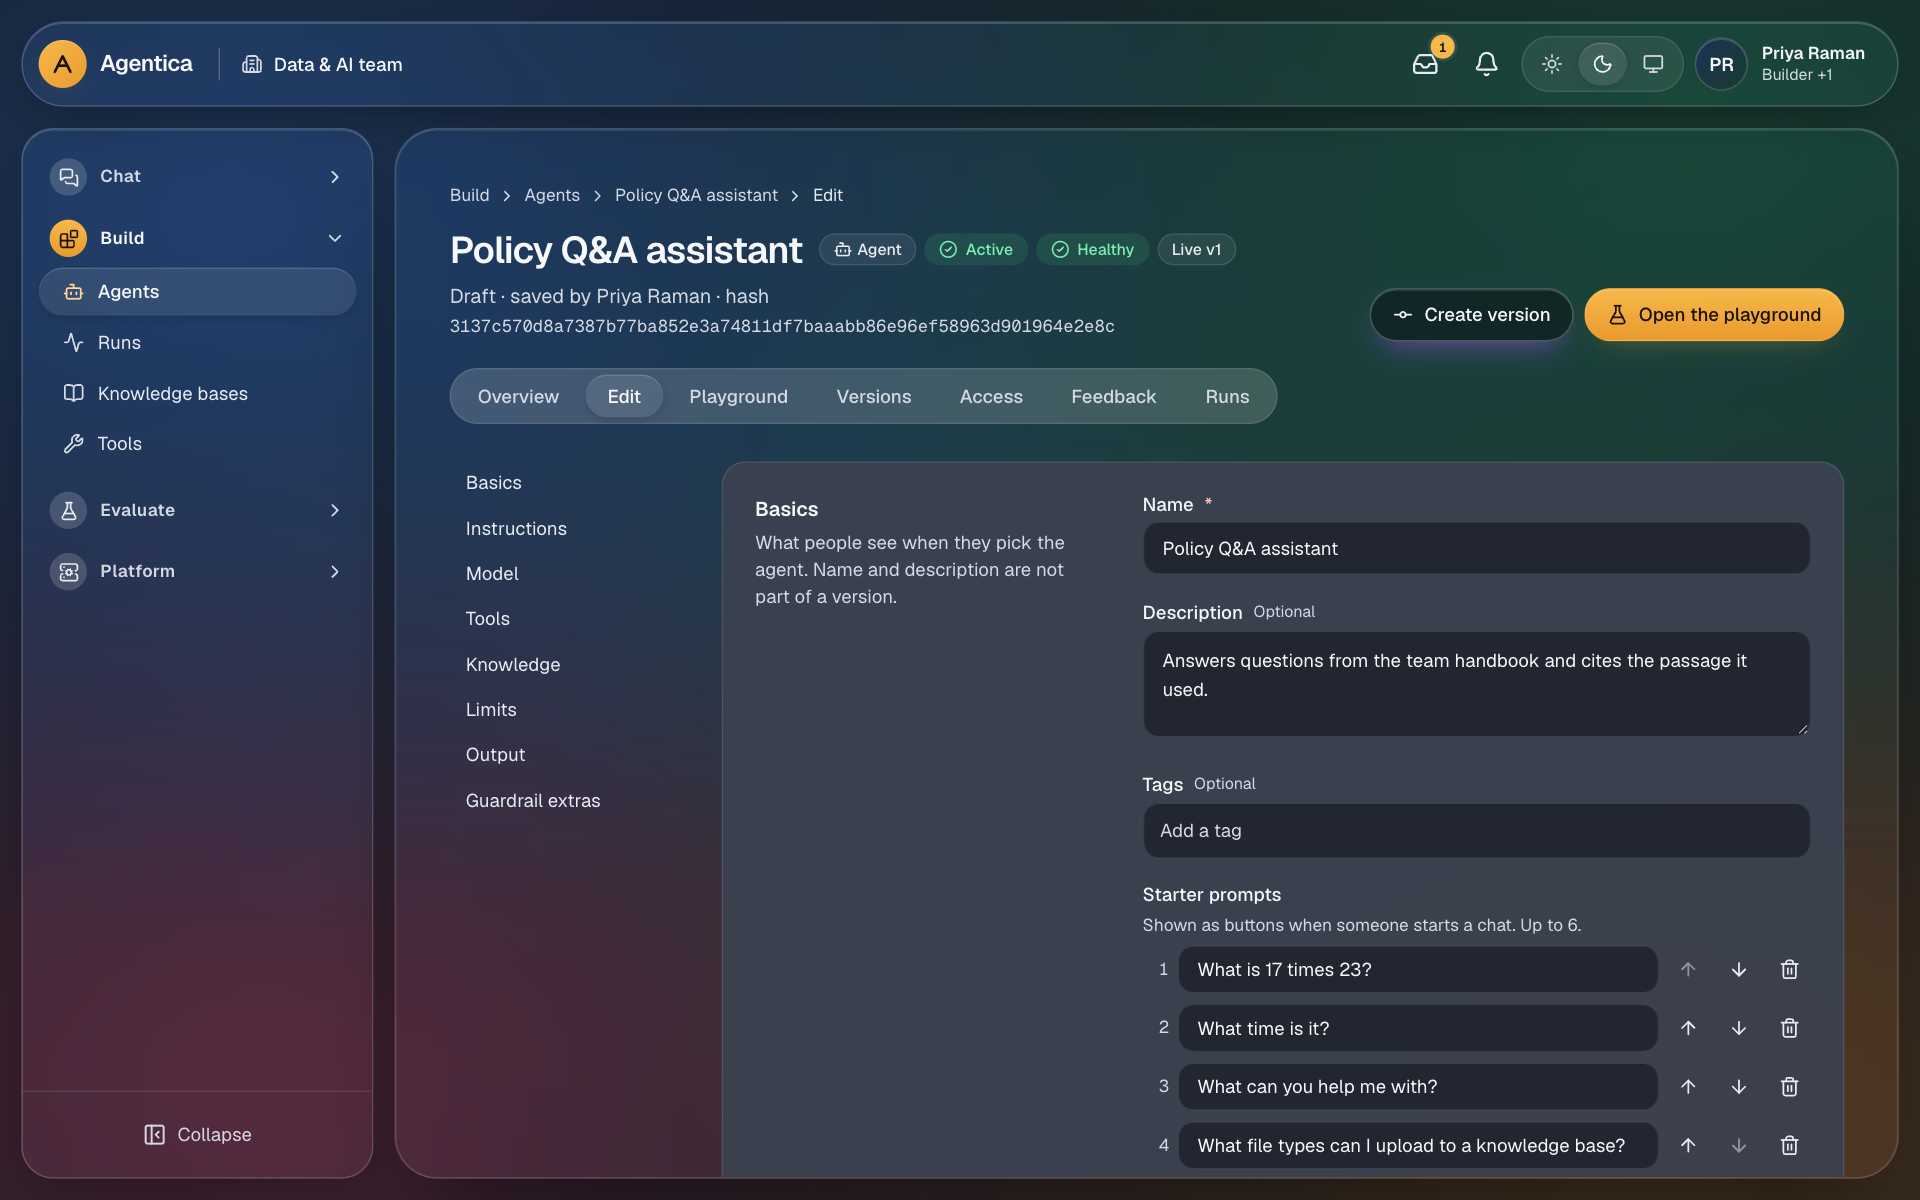 Agentica
Data & AI team
1
PR
Priya Raman
Builder +1
Chat
Build
Agents
Runs
Knowledge bases
Tools
Evaluate
Platform
Collapse
Build > Agents > Policy Q&A assistant > Edit
Policy Q&A assistant
Agent
Active
Healthy
Live v1
Draft · saved by Priya Raman · hash
3137c570d8a7387b77ba852e3a74811df7baaabb86e96ef58963d901964e2e8c
Create version
Open the playground
Overview
Edit
Playground
Versions
Access
Feedback
Runs
Basics
Instructions
Model
Tools
Knowledge
Limits
Output
Guardrail extras
Basics
What people see when they pick the
agent. Name and description are not
part of a version.
Name *
Policy Q&A assistant
Description Optional
Answers questions from the team handbook and cites the passage it
used.
Tags Optional
Add a tag
Starter prompts
Shown as buttons when someone starts a chat. Up to 6.
1 What is 17 times 23?
2 What time is it?
3 What can you help me with?
4 What file types can I upload to a knowledge base?